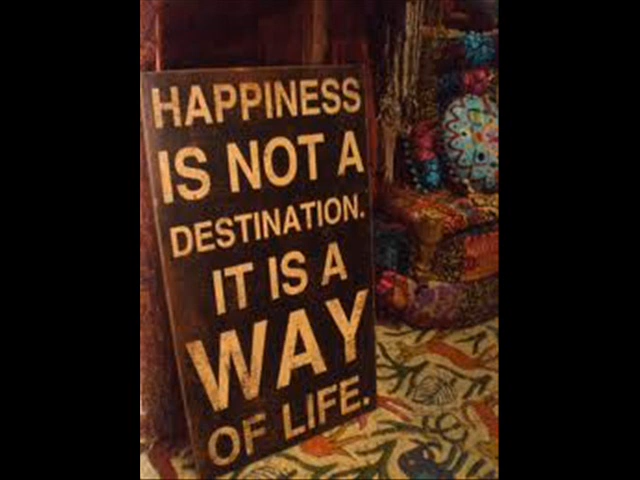 HAPPINESS
IS NOT A
DESTINATION.
IT IS A
WAY
OF LIFE.